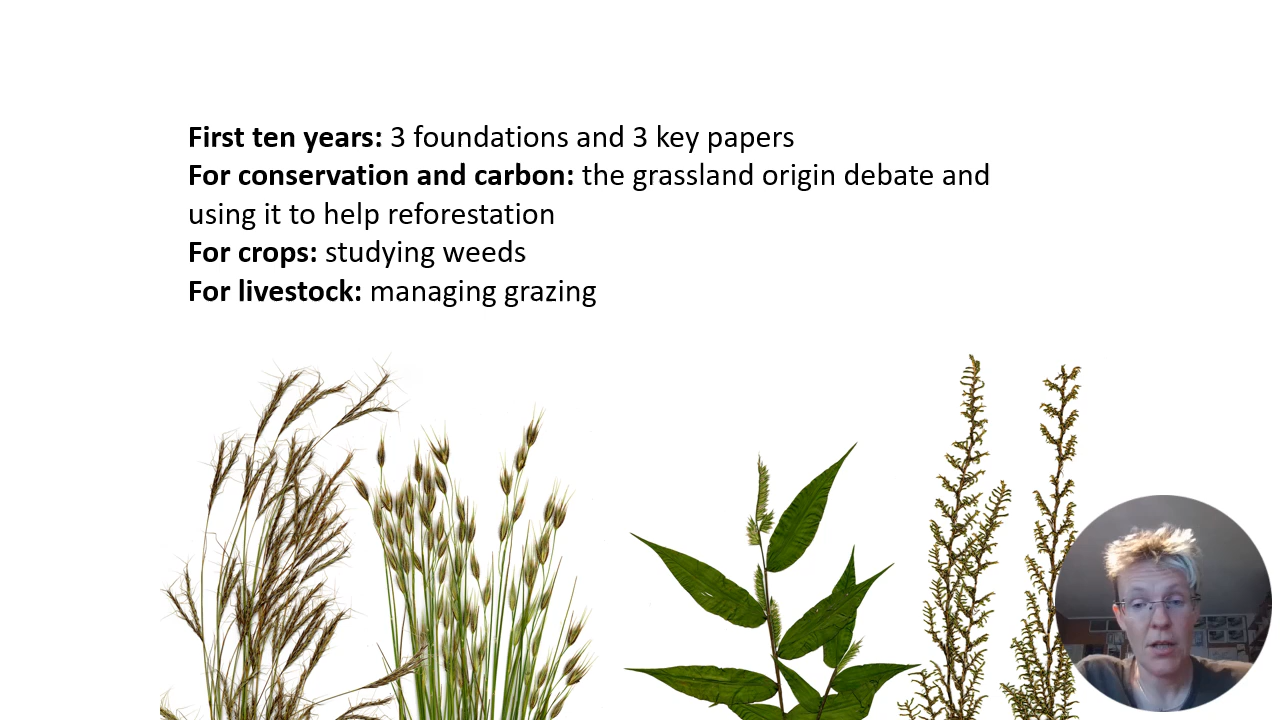 First ten years: 3 foundations and 3 key papers
For conservation and carbon: the grassland origin debate and
using it to help reforestation
For crops: studying weeds
For livestock: managing grazing